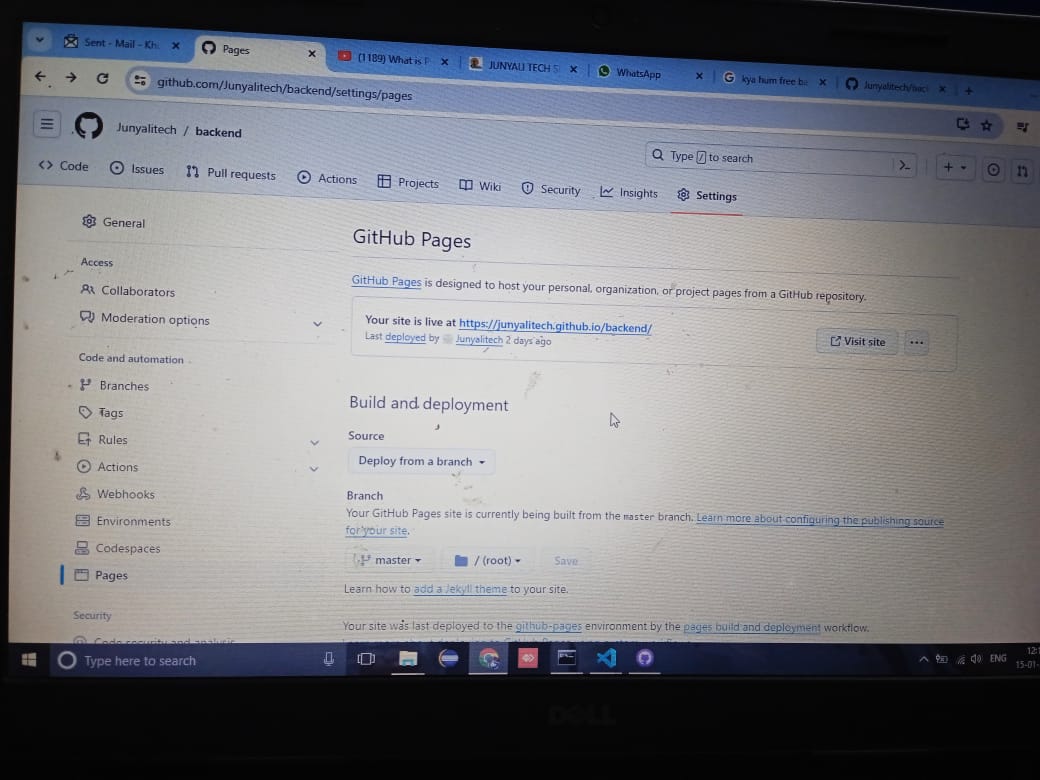 Sent - Mail - Kh
Pages
(1189) What is
JUNYALI TECH S
WhatsApp
kya hum free ba
Junyalitech/bac
github.com/Junyalitech/backend/settings/pages
Junyalitech / backend
Type / to search
Code
Issues
Pull requests
Actions
Projects
Wiki
Security
Insights
Settings
General
Access
Collaborators
Moderation options
Code and automation
Branches
Tags
Rules
Actions
Webhooks
Environments
Codespaces
Pages
Security
Code security and analysis
GitHub Pages
GitHub Pages is designed to host your personal, organization, or project pages from a GitHub repository.
Your site is live at https://junyalitech.github.io/backend/
Last deployed by Junyalitech 2 days ago
Visit site
Build and deployment
Source
Deploy from a branch
Branch
Your GitHub Pages site is currently being built from the master branch. Learn more about configuring the publishing source
for your site.
master
/ (root)
Save
Learn how to add a Jekyll theme to your site.
Your site was last deployed to the github-pages environment by the pages build and deployment workflow.
Type here to search
ENG
12:1
15-01-
DELL